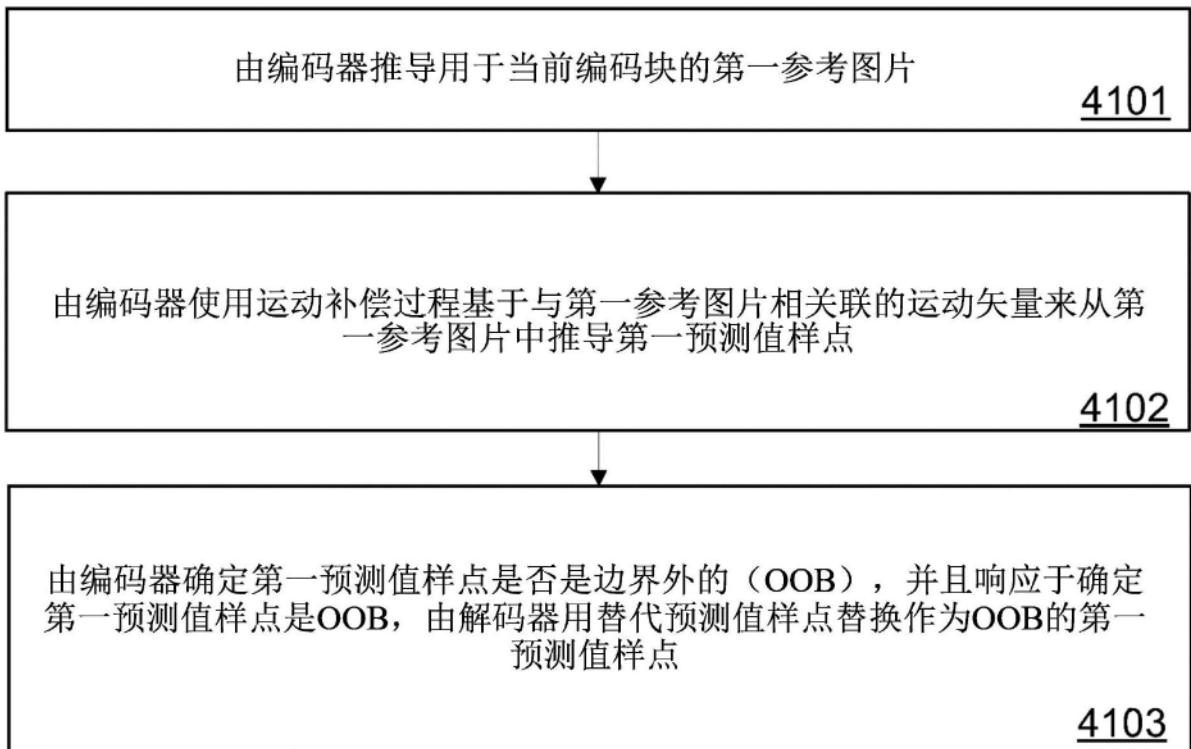 由编码器推导用于当前编码块的第一参考图片
4101
由编码器使用运动补偿过程基于与第一参考图片相关联的运动矢量来从第
一参考图片中推导第一预测值样点
4102
由编码器确定第一预测值样点是否是边界外的（OOB），并且响应于确定
第一预测值样点是OOB，由解码器用替代预测值样点替换作为OOB的第一
预测值样点
4103